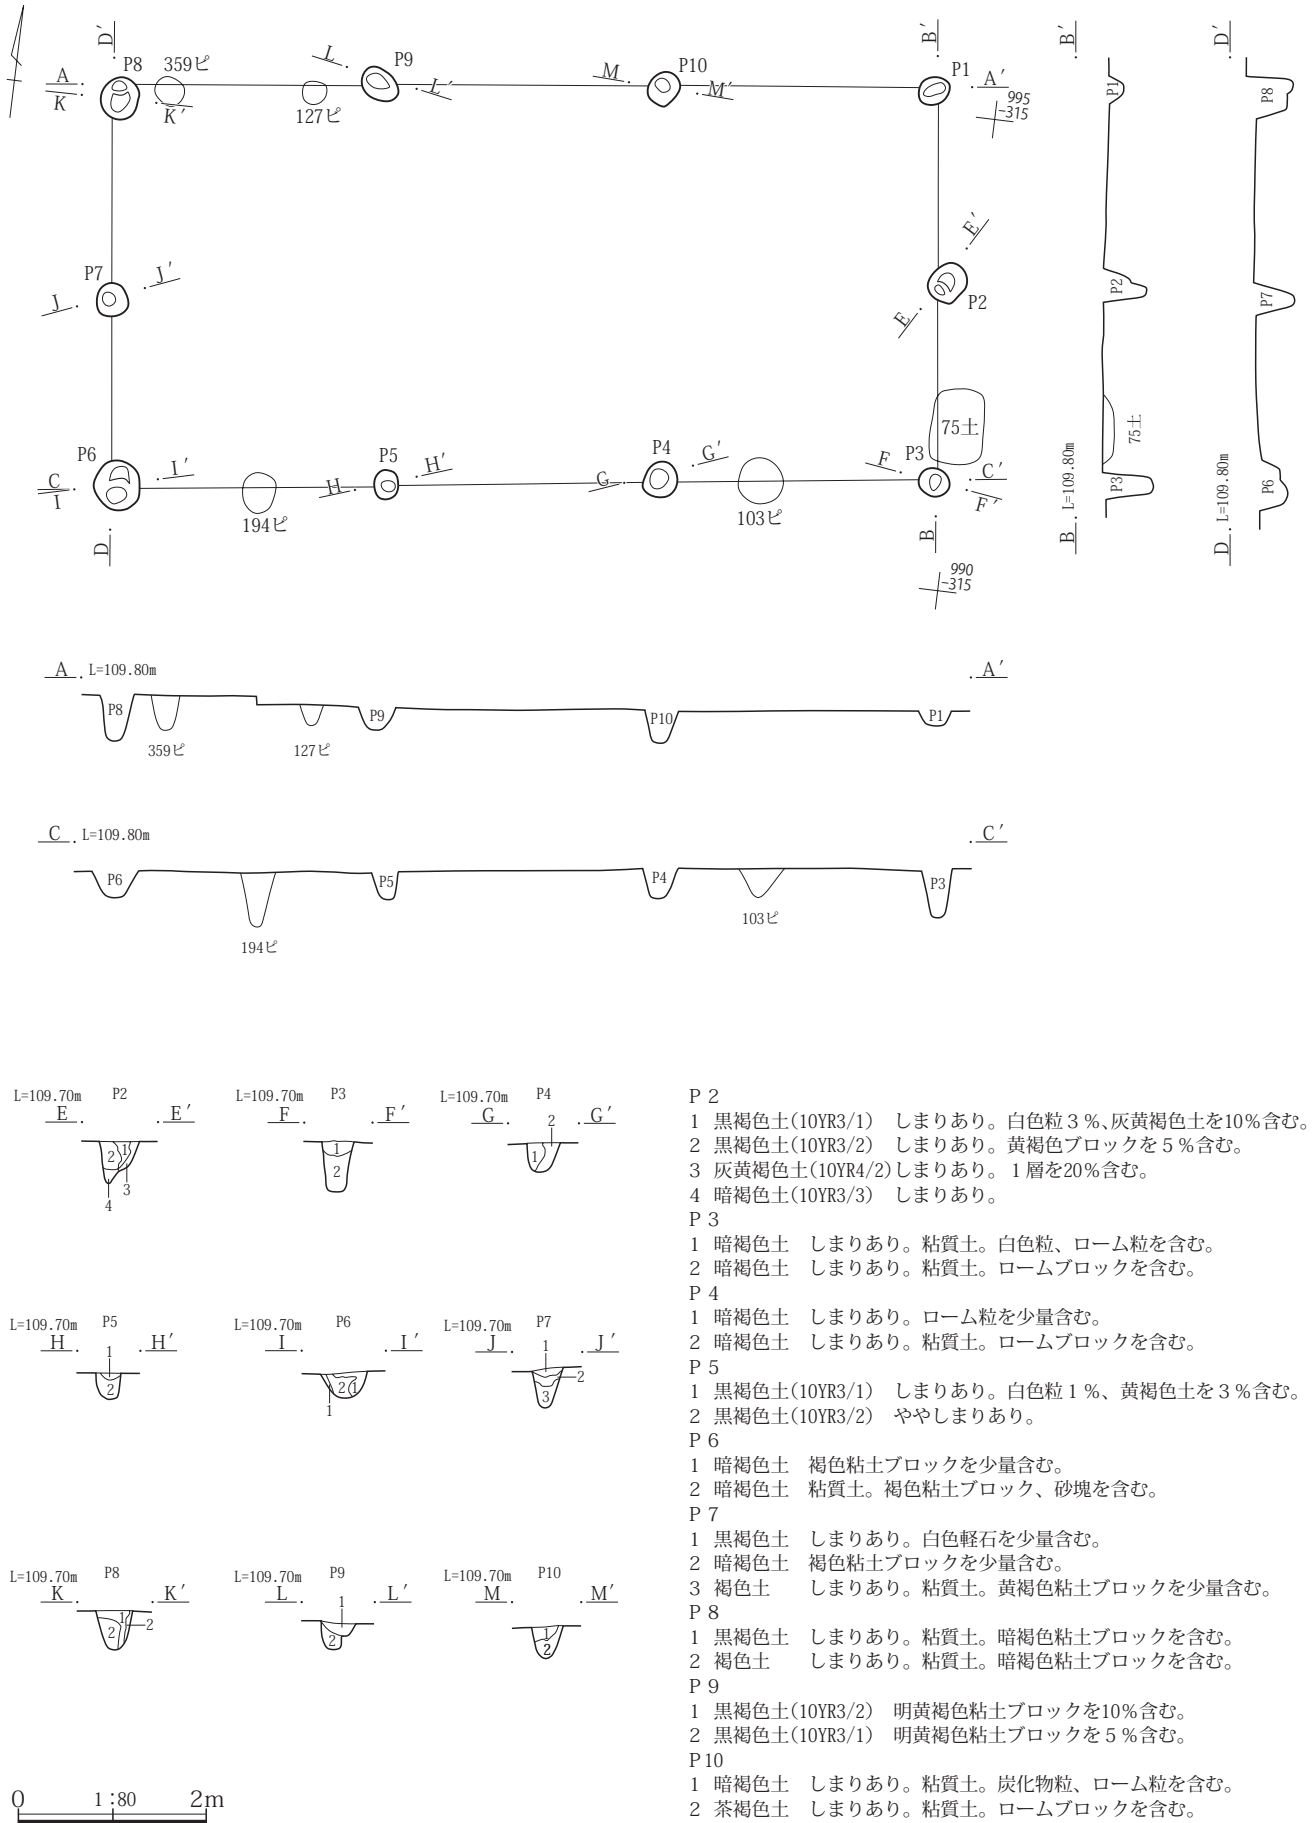 D′
B′
B′
D′
P8
359ピ
L
P9
M
P10
P1
A
A′
K
K′
127ピ
L′
M′
995
-315
P1
P8
E′
P7
J′
J
P2
E
P2
P7
75土
75土
P6
I′
P5
H′
P4
G′
F
P3
C
C′
I
H
G
F′
194ピ
103ピ
P3
P6
D
B
B L=109.80m
D L=109.80m
990
-315
A L=109.80m A′
P8
P9
P10
P1
359ピ
127ピ
C L=109.80m C′
P6
P5
P4
P3
194ピ
103ピ
L=109.70m P2
E E′
2 1
3
4
L=109.70m P3
F F′
1
2
L=109.70m P4
G G′
2
1
L=109.70m P5
H H′
1
2
L=109.70m P6
I I′
2 1
1
L=109.70m P7
J J′
1
2
3
L=109.70m P8
K K′
1
2 2
L=109.70m P9
L L′
1
2
L=109.70m P10
M M′
1
2
0 1:80 2m
P 2
1 黒褐色土(10YR3/1) しまりあり。白色粒３%、灰黄褐色土を10%含む。
2 黒褐色土(10YR3/2) しまりあり。黄褐色ブロックを５%含む。
3 灰黄褐色土(10YR4/2)しまりあり。１層を20%含む。
4 暗褐色土(10YR3/3) しまりあり。
P 3
1 暗褐色土 しまりあり。粘質土。白色粒、ローム粒を含む。
2 暗褐色土 しまりあり。粘質土。ロームブロックを含む。
P 4
1 暗褐色土 しまりあり。ローム粒を少量含む。
2 暗褐色土 しまりあり。粘質土。ロームブロックを含む。
P 5
1 黒褐色土(10YR3/1) しまりあり。白色粒１%、黄褐色土を３%含む。
2 黒褐色土(10YR3/2) ややしまりあり。
P 6
1 暗褐色土 褐色粘土ブロックを少量含む。
2 暗褐色土 粘質土。褐色粘土ブロック、砂塊を含む。
P 7
1 黒褐色土 しまりあり。白色軽石を少量含む。
2 暗褐色土 褐色粘土ブロックを少量含む。
3 褐色土 しまりあり。粘質土。黄褐色粘土ブロックを少量含む。
P 8
1 黒褐色土 しまりあり。粘質土。暗褐色粘土ブロックを含む。
2 褐色土 しまりあり。粘質土。暗褐色粘土ブロックを含む。
P 9
1 黒褐色土(10YR3/2) 明黄褐色粘土ブロックを10%含む。
2 黒褐色土(10YR3/1) 明黄褐色粘土ブロックを５%含む。
P 10
1 暗褐色土 しまりあり。粘質土。炭化物粒、ローム粒を含む。
2 茶褐色土 しまりあり。粘質土。ロームブロックを含む。